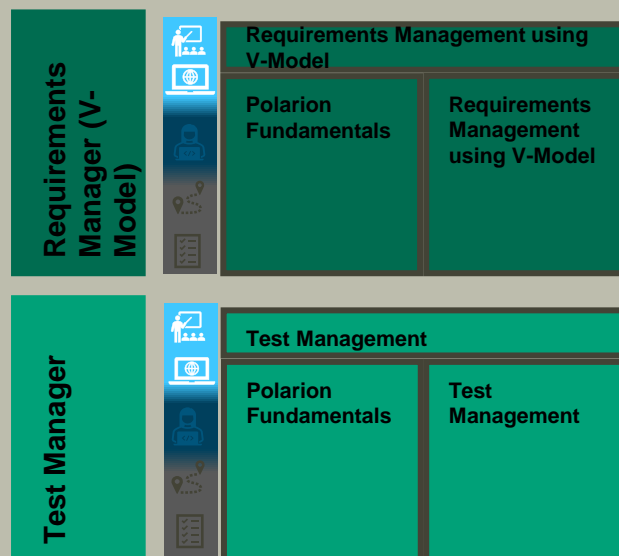 Requirements
Manager (V-
Model)
Requirements Management using
V-Model
Polarion
Fundamentals
Requirements
Management
using V-Model
Test Manager
Test Management
Polarion
Fundamentals
Test
Management